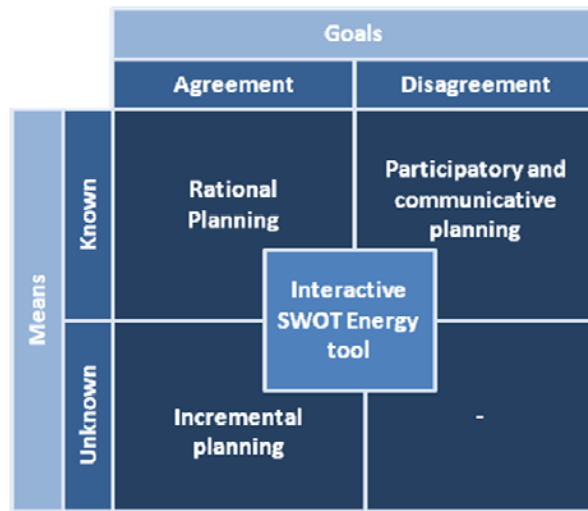 Goals
Agreement
Disagreement
Means
Known
Rational
Planning
Participatory and
communicative
planning
Interactive
SWOT Energy
tool
Unknown
Incremental
planning
-